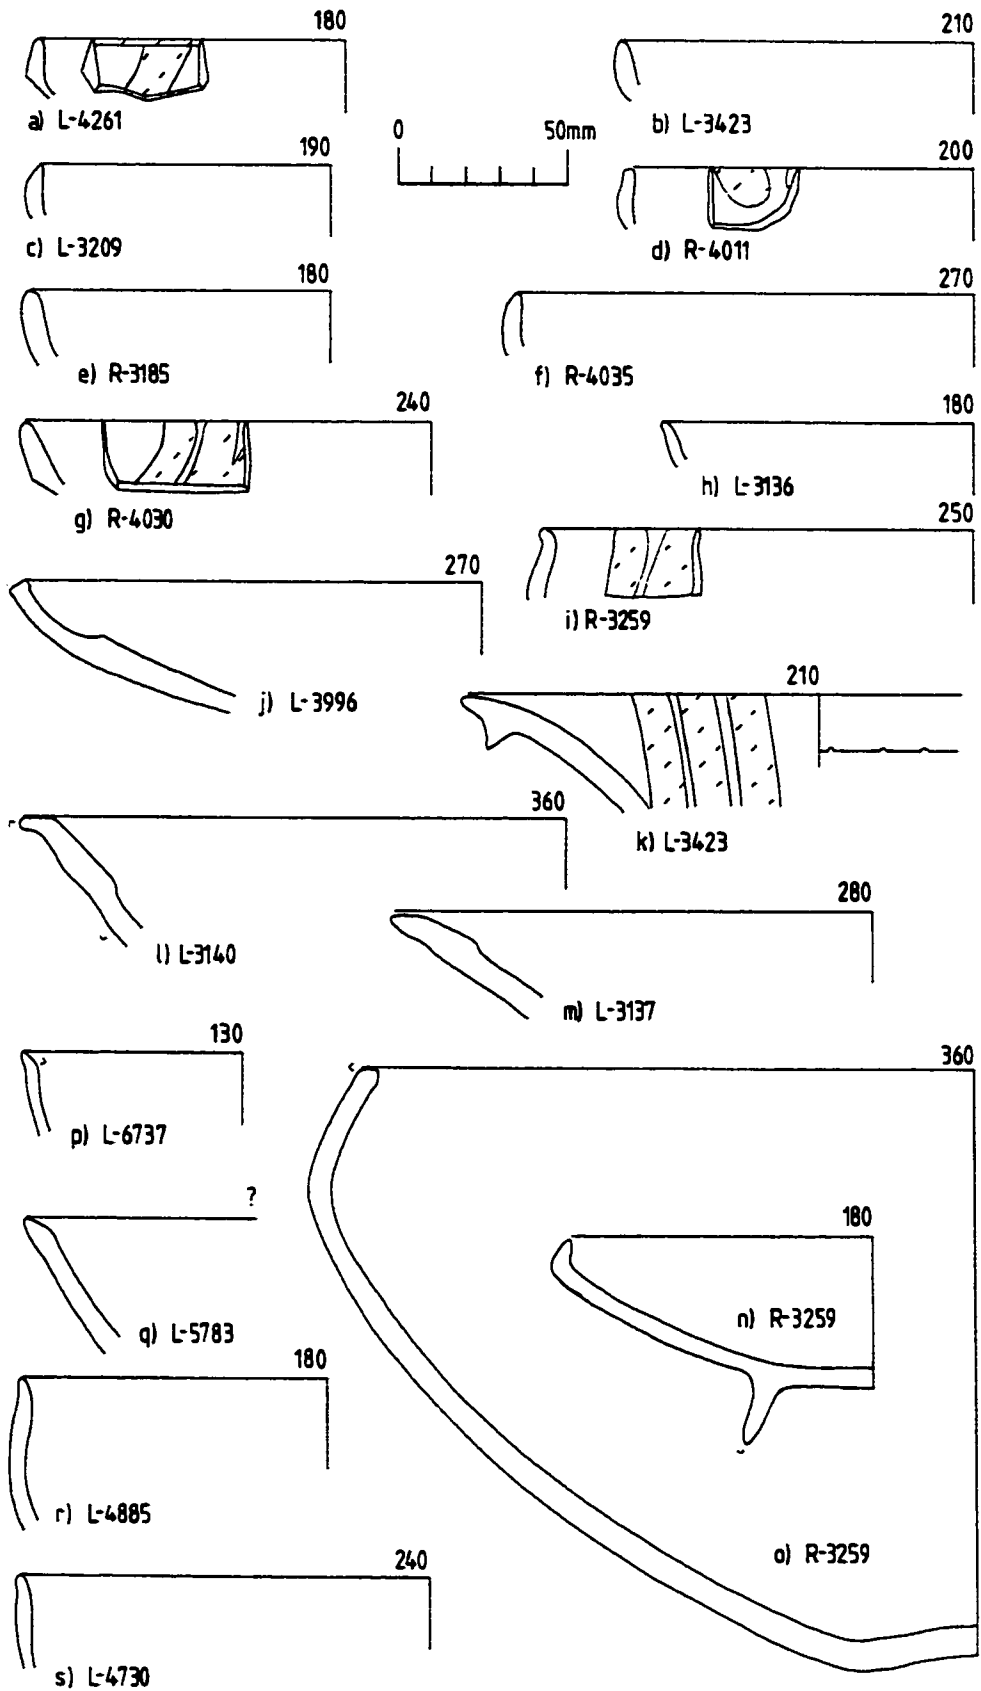 180
a) L-4261
210
b) L-3423
0 50mm
190
c) L-3209
200
d) R-4011
180
e) R-3185
270
f) R-4035
240
g) R-4030
180
h) L-3136
250
i) R-3259
270
j) L-3996
210
k) L-3423
360
l) L-3140
280
m) L-3137
130
p) L-6737
360
?
q) L-5783
180
n) R-3259
180
r) L-4885
o) R-3259
240
s) L-4730